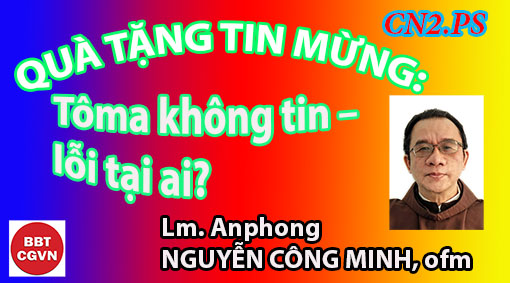 CN2.PS
QUÀ TẶNG TIN MỪNG:
Tôma không tin –
lỗi tại ai?
Lm. Anphong
NGUYỄN CÔNG MINH, ofm
BBT
CGVN